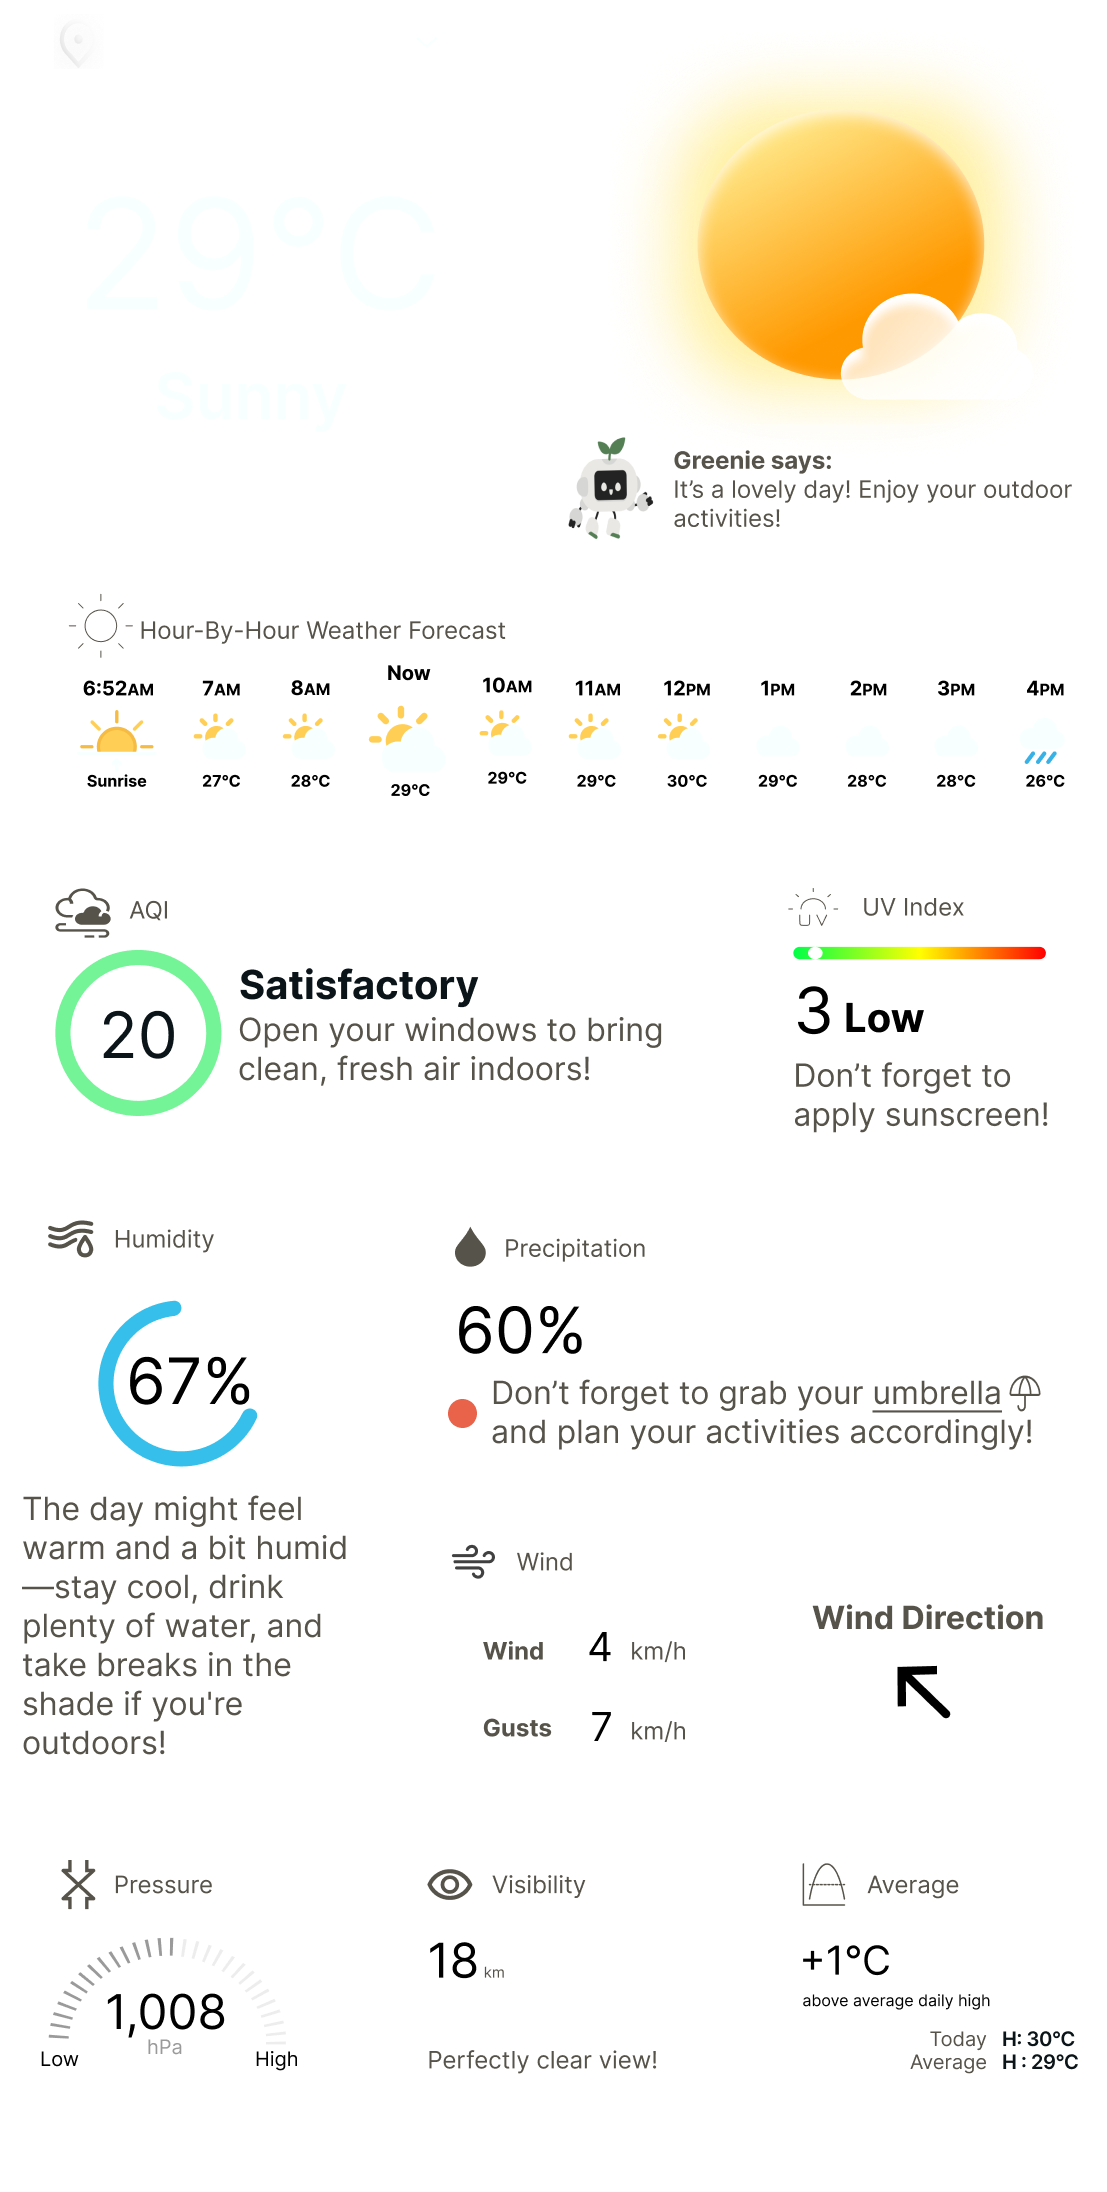 29°C
Sunny
Greenie says:
It’s a lovely day! Enjoy your outdoor
activities!
Hour-By-Hour Weather Forecast
6:52AM 7AM 8AM Now 10AM 11AM 12PM 1PM 2PM 3PM 4PM
Sunrise 27°C 28°C 29°C 29°C 29°C 30°C 29°C 28°C 28°C 26°C
AQI
20
Satisfactory
Open your windows to bring
clean, fresh air indoors!
UV Index
UV
3 Low
Don’t forget to
apply sunscreen!
Humidity
67%
The day might feel
warm and a bit humid
—stay cool, drink
plenty of water, and
take breaks in the
shade if you're
outdoors!
Precipitation
60%
Don’t forget to grab your umbrella
and plan your activities accordingly!
Wind
Wind 4 km/h
Gusts 7 km/h
Wind Direction
Pressure
1,008
hPa
Low High
Visibility
18 km
Perfectly clear view!
Average
+1°C
above average daily high
Today H: 30°C
Average H : 29°C